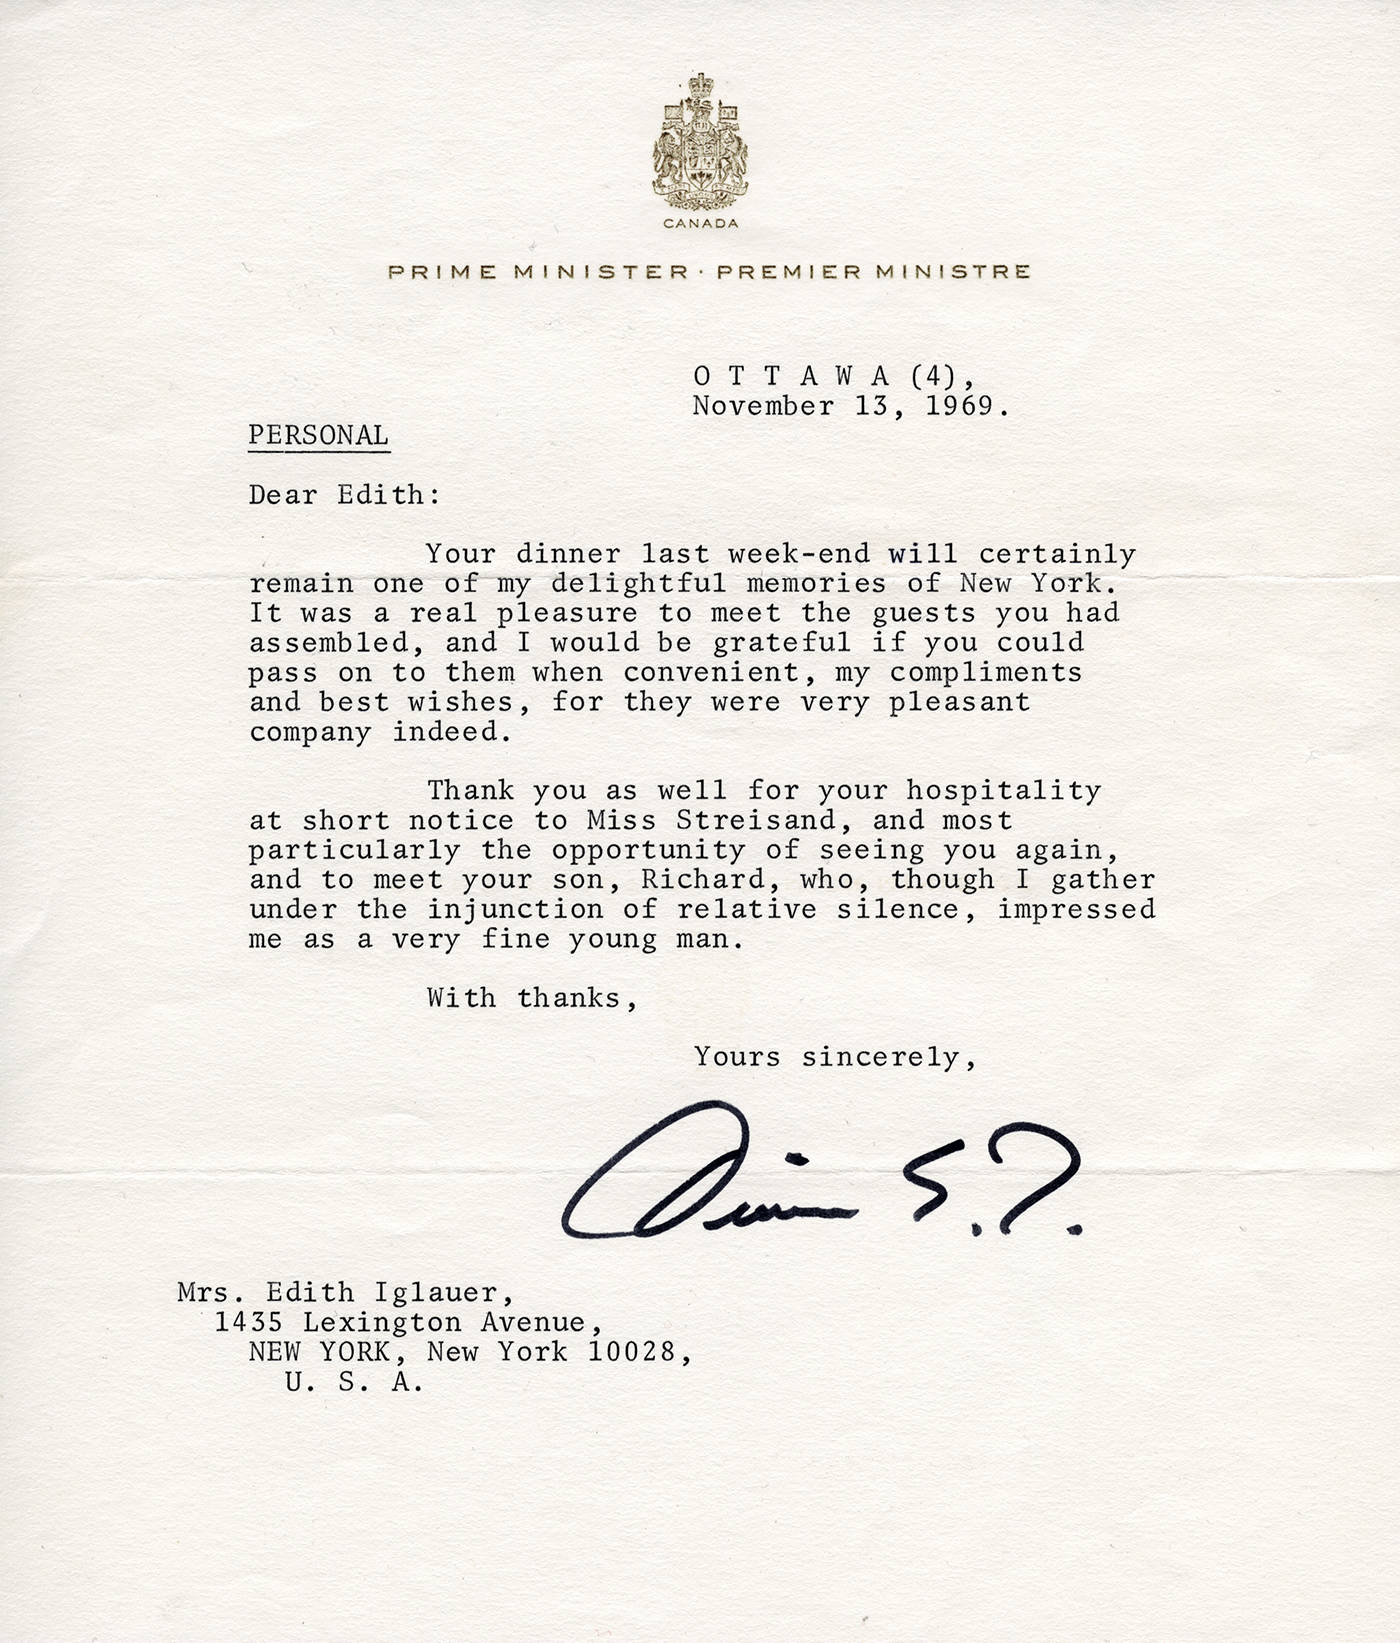 CANADA
PRIME MINISTER · PREMIER MINISTRE
O T T A W A (4),
November 13, 1969.
PERSONAL
Dear Edith:
Your dinner last week-end will certainly
remain one of my delightful memories of New York.
It was a real pleasure to meet the guests you had
assembled, and I would be grateful if you could
pass on to them when convenient, my compliments
and best wishes, for they were very pleasant
company indeed.
Thank you as well for your hospitality
at short notice to Miss Streisand, and most
particularly the opportunity of seeing you again,
and to meet your son, Richard, who, though I gather
under the injunction of relative silence, impressed
me as a very fine young man.
With thanks,
Yours sincerely,
Mrs. Edith Iglauer,
1435 Lexington Avenue,
NEW YORK, New York 10028,
U. S. A.